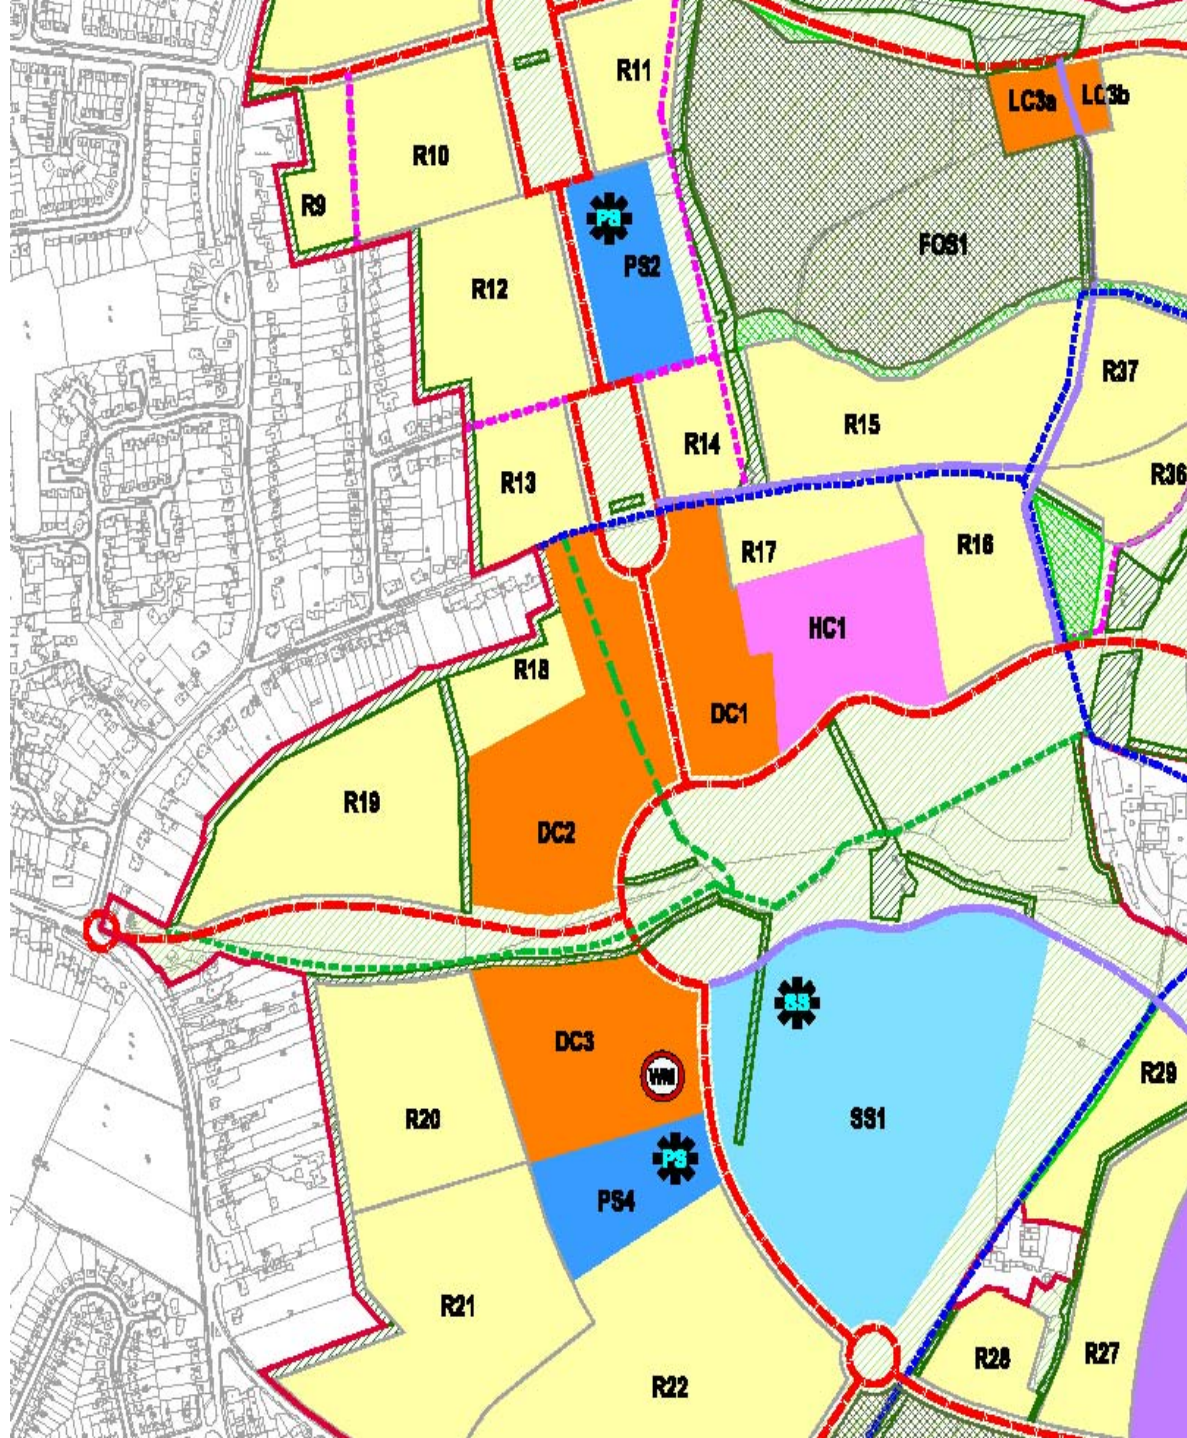 R11
LC3a
LC3b
R10
R9
PS
FOS1
PS2
R12
R37
R15
R14
R36
R13
R17
R16
HC1
R18
DC1
R19
DC2
SS
DC3
R29
WM
R20
SS1
PS
PS4
R21
R28
R27
R22